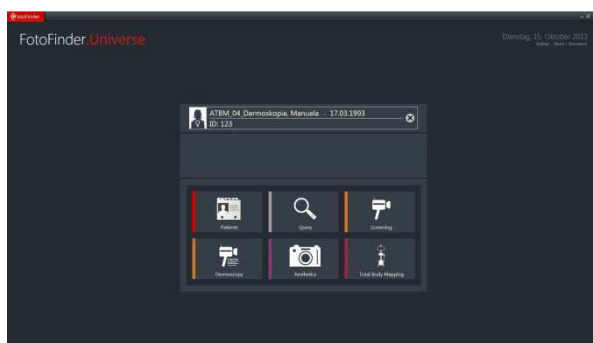 FotoFinder
FotoFinder.Universe
Dienstag, 15. Oktober 2013
ATBM_04_Dermoskopie, Manuela - 17.03.1993
ID: 123
Patients
Query
Screening
Dermoscopy
Aesthetics
Total Body Mapping